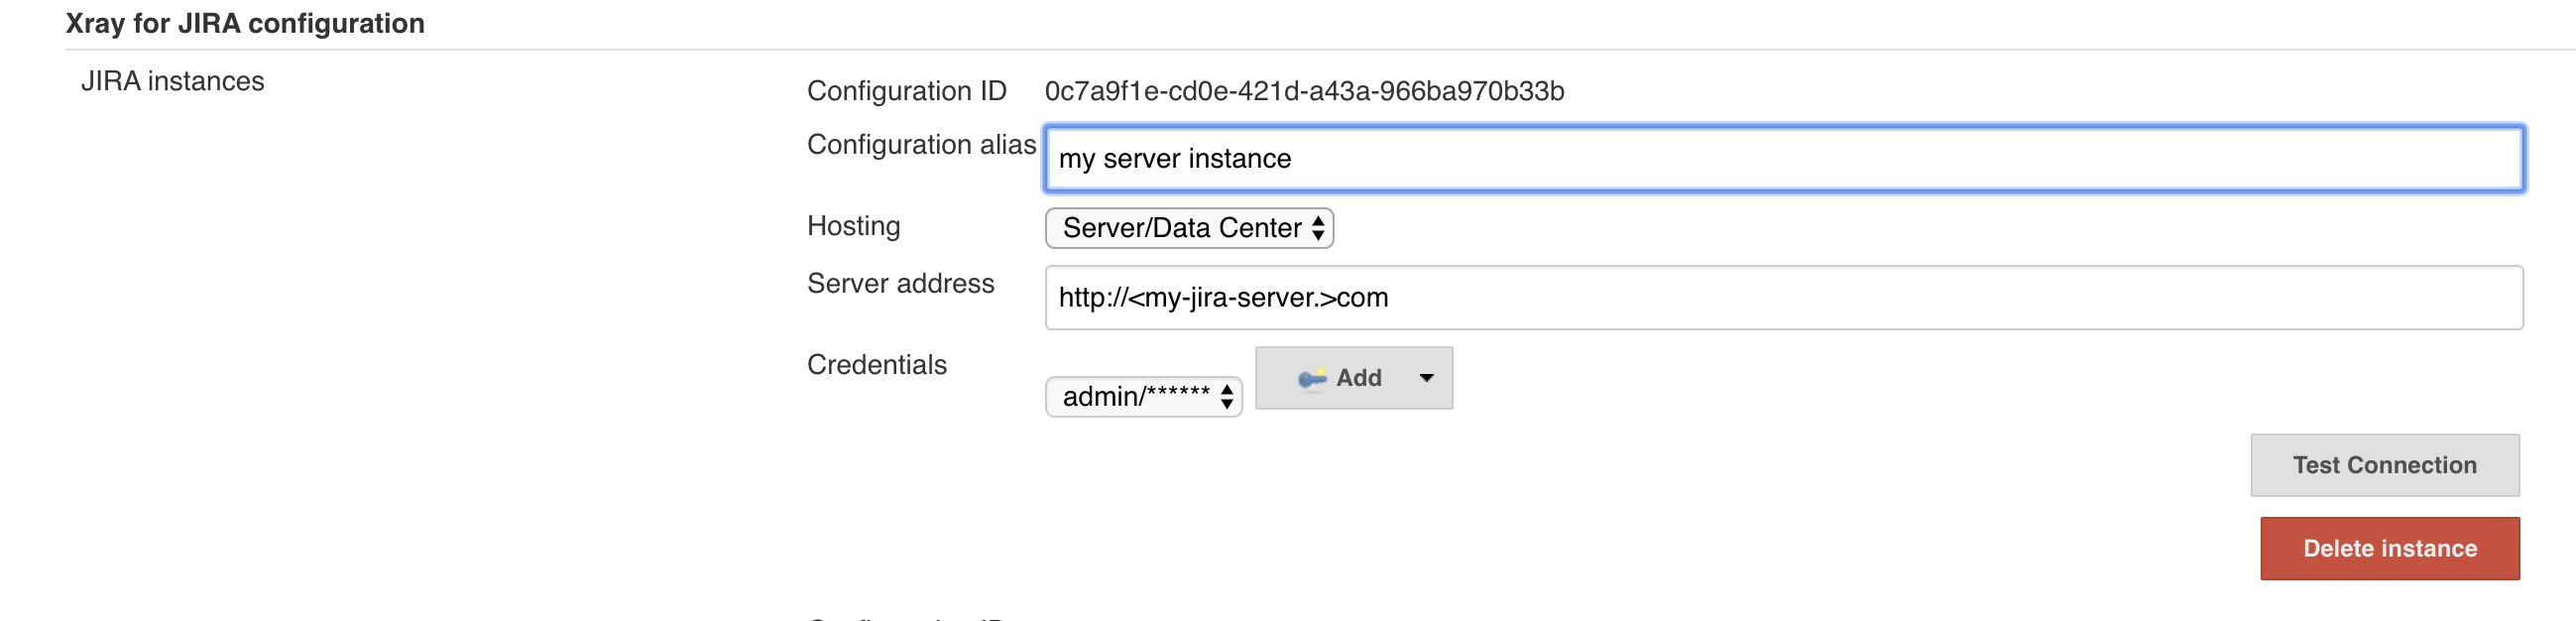 Xray for JIRA configuration
JIRA instances
Configuration ID 0c7a9f1e-cd0e-421d-a43a-966ba970b33b
Configuration alias my server instance
Hosting Server/Data Center
Server address http://<my-jira-server.>com
Credentials admin/****** Add
Test Connection
Delete instance